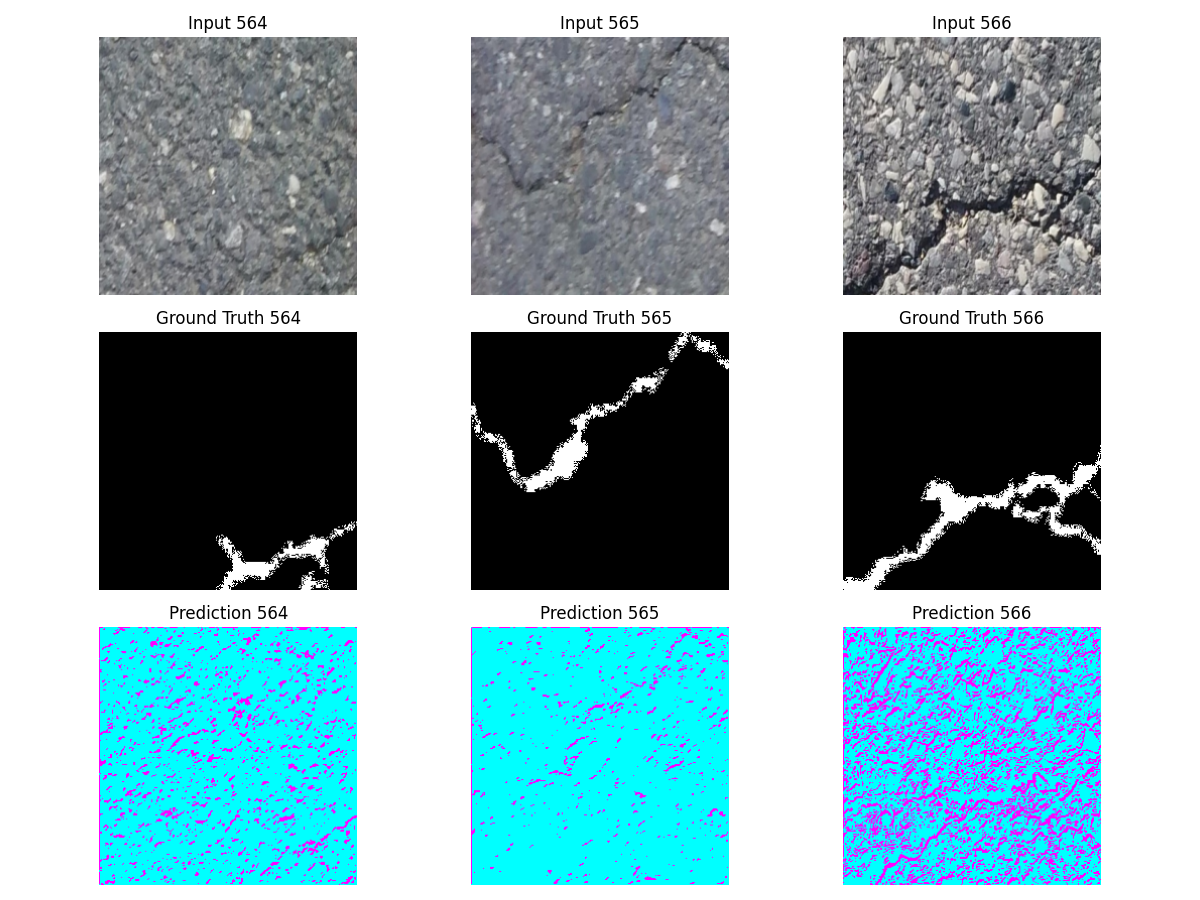 Input 564
Input 565
Input 566
Ground Truth 564
Ground Truth 565
Ground Truth 566
Prediction 564
Prediction 565
Prediction 566